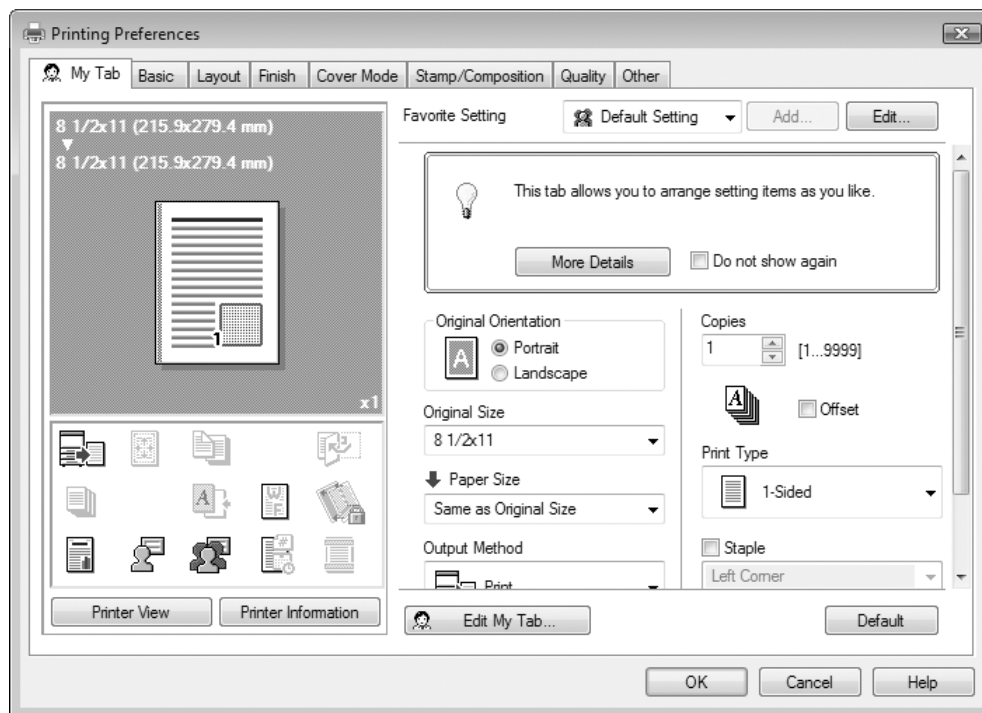 Printing Preferences
My Tab Basic Layout Finish Cover Mode Stamp/Composition Quality Other
8 1/2x11 (215.9x279.4 mm)
8 1/2x11 (215.9x279.4 mm)
1
x1
Printer View Printer Information
Favorite Setting Default Setting Add... Edit...
This tab allows you to arrange setting items as you like.
More Details Do not show again
Original Orientation
A Portrait
Landscape
Original Size
8 1/2x11
Paper Size
Same as Original Size
Output Method
Print
Copies
1 [1...9999]
A Offset
Print Type
1-Sided
Staple
Left Corner
Edit My Tab... Default
OK Cancel Help